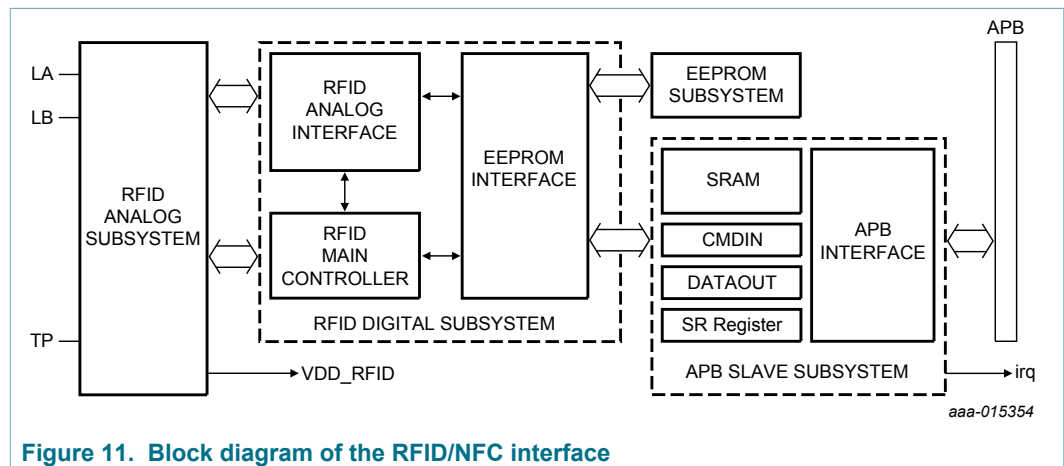 APB
LA
LB
TP
RFID
ANALOG
SUBSYSTEM
VDD_RFID
RFID
ANALOG
INTERFACE
RFID
MAIN
CONTROLLER
EEPROM
INTERFACE
RFID DIGITAL SUBSYSTEM
EEPROM
SUBSYSTEM
SRAM
CMDIN
DATAOUT
SR Register
APB
INTERFACE
APB SLAVE SUBSYSTEM
irq
aaa-015354
Figure 11. Block diagram of the RFID/NFC interface